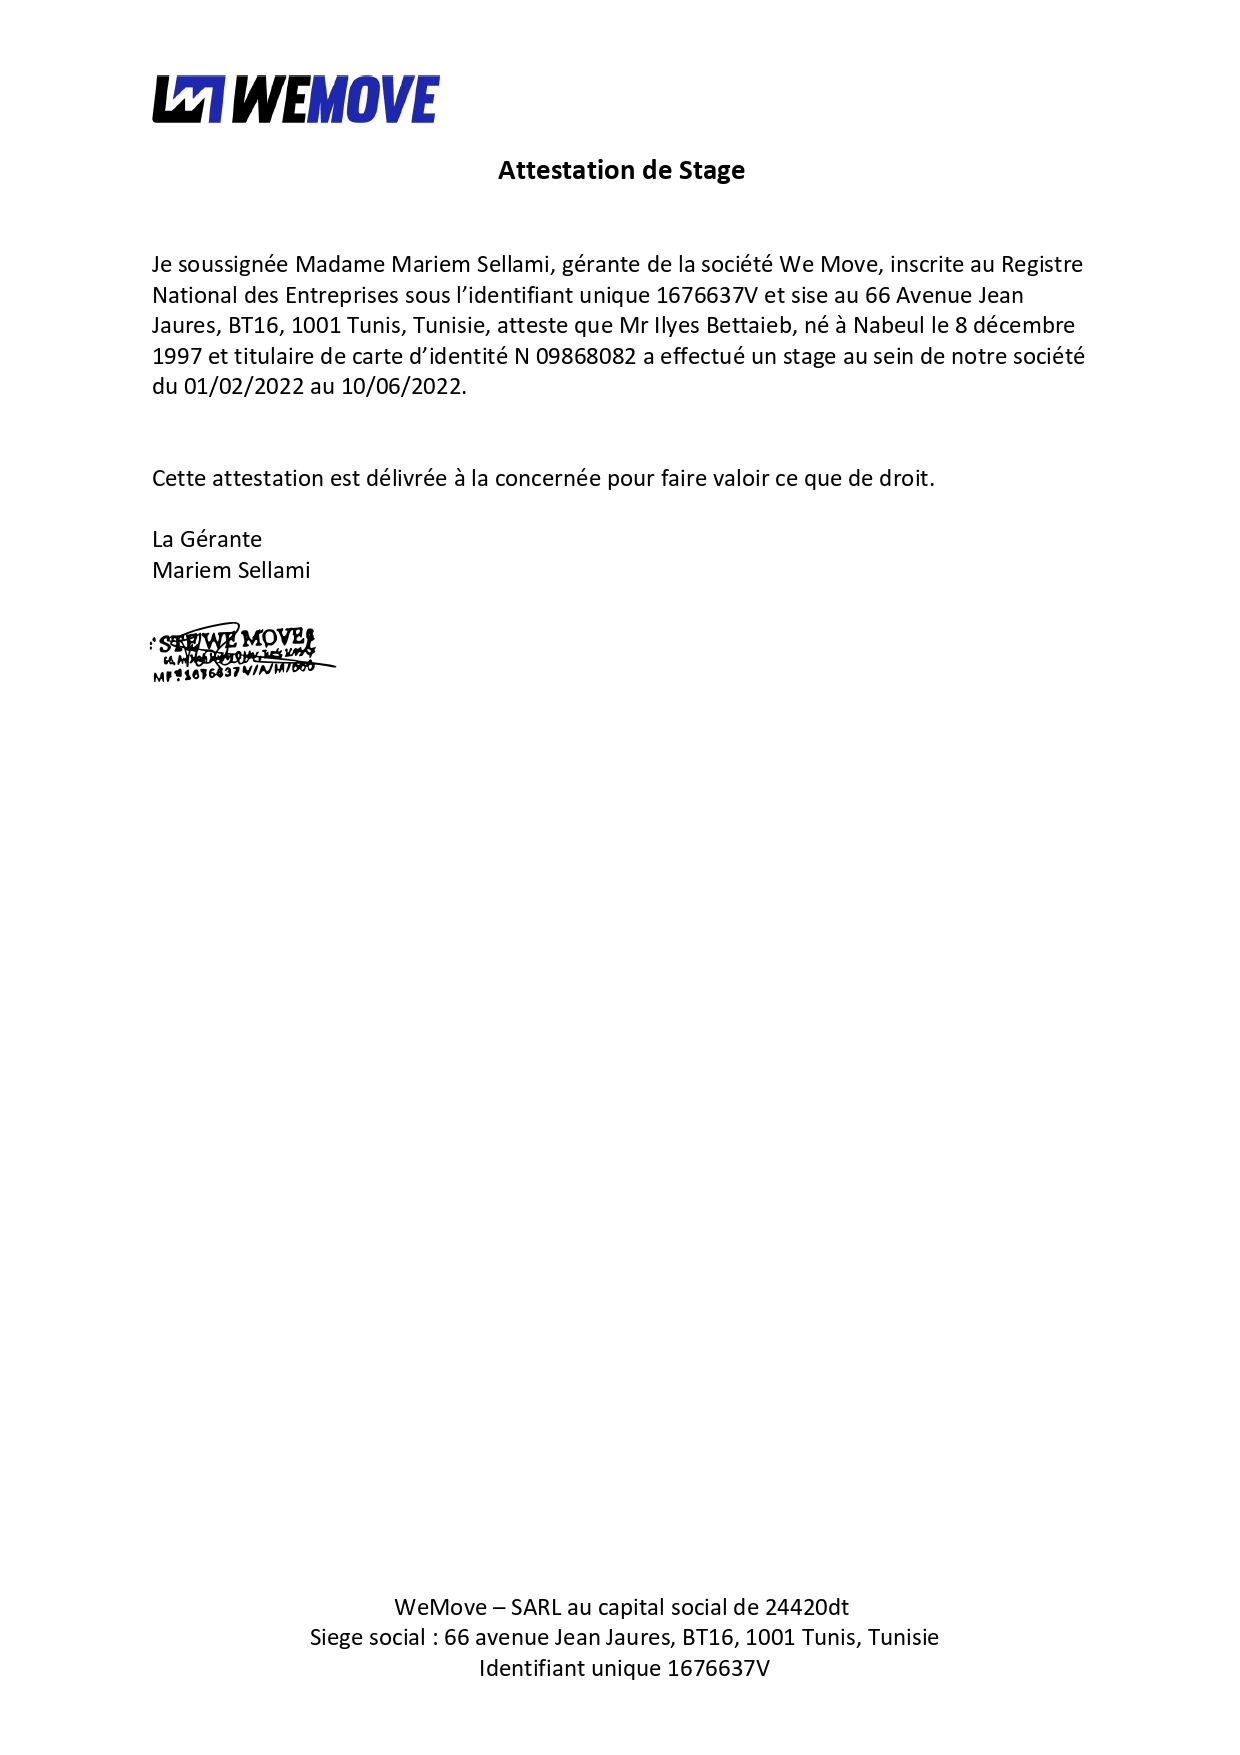 WEMOVE
Attestation de Stage
Je soussignée Madame Mariem Sellami, gérante de la société We Move, inscrite au Registre
National des Entreprises sous l’identifiant unique 1676637V et sise au 66 Avenue Jean
Jaures, BT16, 1001 Tunis, Tunisie, atteste que Mr Ilyes Bettaieb, né à Nabeul le 8 décembre
1997 et titulaire de carte d’identité N 09868082 a effectué un stage au sein de notre société
du 01/02/2022 au 10/06/2022.
Cette attestation est délivrée à la concernée pour faire valoir ce que de droit.
La Gérante
Mariem Sellami
STE WE MOVE
WeMove – SARL au capital social de 24420dt
Siege social : 66 avenue Jean Jaures, BT16, 1001 Tunis, Tunisie
Identifiant unique 1676637V